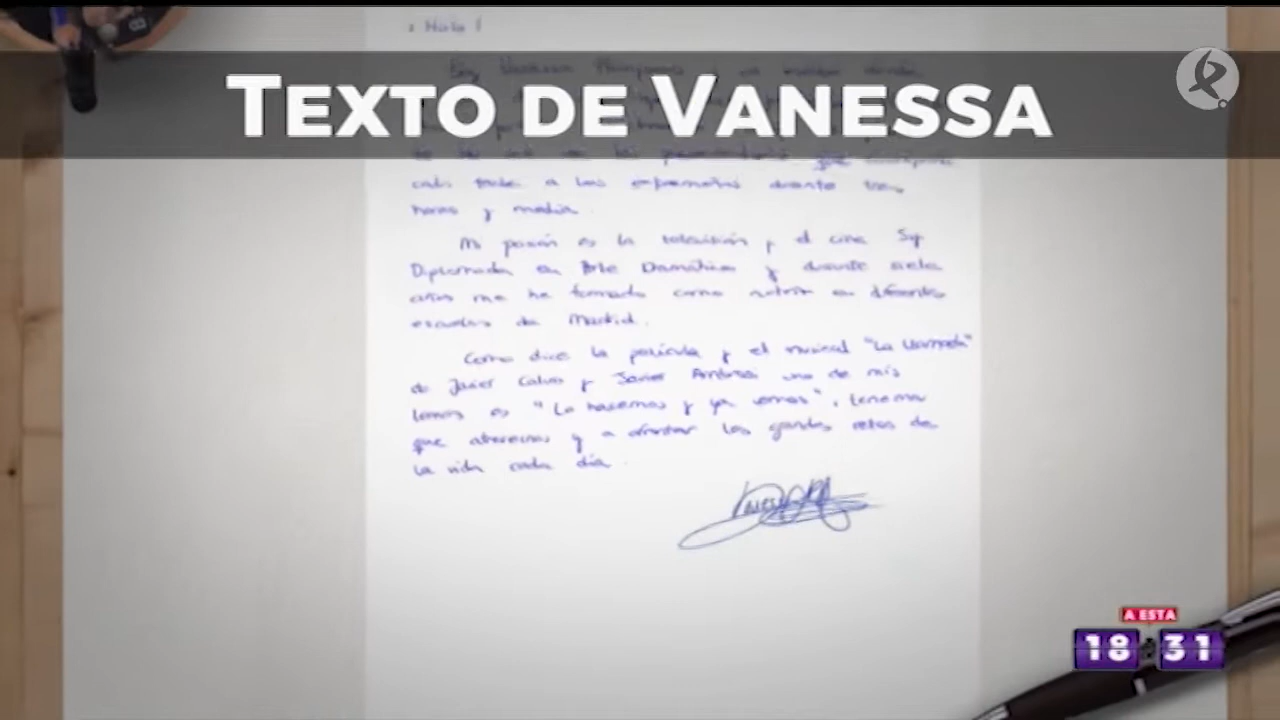 Hola!
TEXTO DE VANESSA
cada tarde a los extremeños durante tres
horas y media.
Mi pasión es la televisión y el cine. Soy
Diplomada en Arte Dramático y durante siete
años me he formado como actriz en diferentes
escuelas de Madrid.
Como dice la película y el musical "La Llamada"
de Javier Calvo y Javier Ambrossi uno de mis
lemas es "Lo hacemos y ya vemos", tenemos
que atrevernos y a afrontar los grandes retos de
la vida cada día.
Vanessa
A ESTA
18:31